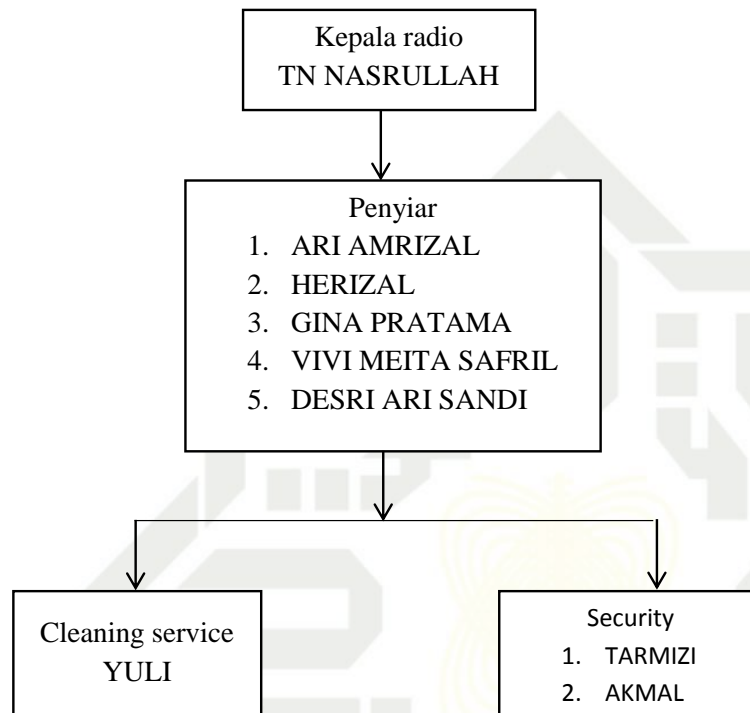 Kepala radio
TN NASRULLAH
Penyiar
1. ARI AMRIZAL
2. HERIZAL
3. GINA PRATAMA
4. VIVI MEITA SAFRIL
5. DESRI ARI SANDI
Cleaning service
YULI
Security
1. TARMIZI
2. AKMAL